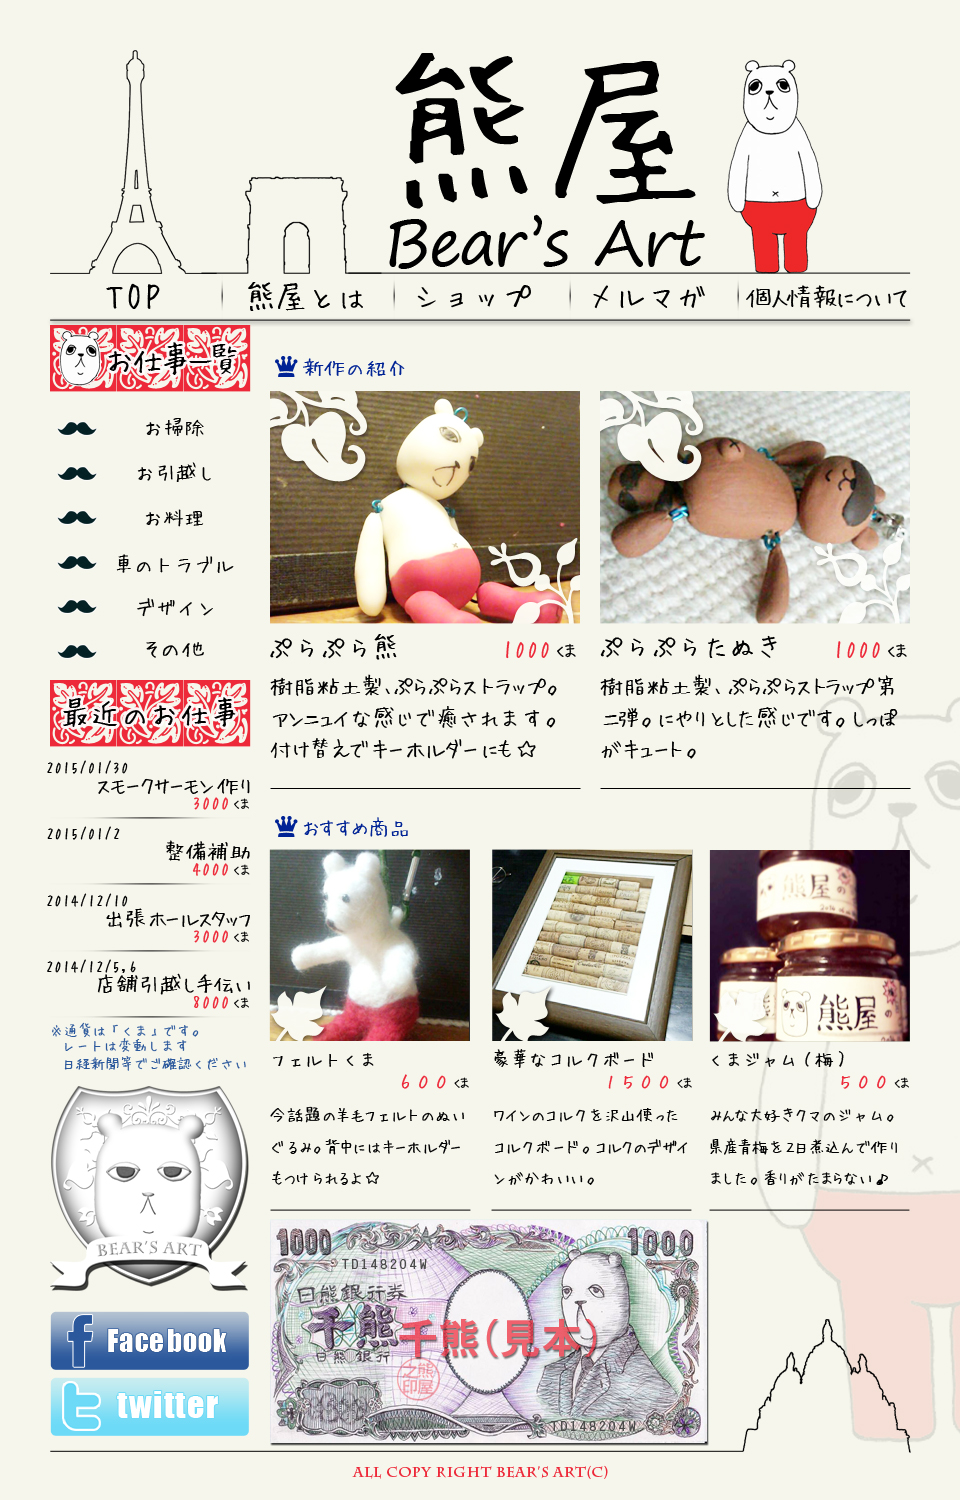 熊屋
Bear's Art
TOP
熊屋とは
ショップ
メルマガ
個人情報について
お仕事一覧
お掃除
お引越し
お料理
車のトラブル
デザイン
その他
最近のお仕事
2015/01/30
スモークサーモン作り
3000くま
2015/01/2
整備補助
4000くま
2014/12/10
出張ホールスタッフ
3000くま
2014/12/5,6
店舗引越し手伝い
8000くま
※通貨は「くま」です。
レートは変動します
日経新聞等でご確認ください
BEAR'S ART
Facebook
twitter
新作の紹介
ぷらぷら熊
1000くま
樹脂粘土製、ぷらぷらストラップ。
アンニュイな感じで癒されます。
付け替えでキーホルダーにも☆
ぷらぷらたぬき
1000くま
樹脂粘土製、ぷらぷらストラップ第
二弾。にやりとした感じです。しっぽ
がキュート。
おすすめ商品
フェルトくま
600くま
今話題の羊毛フェルトのぬい
ぐるみ。背中にはキーホルダー
もつけられるよ☆
豪華なコルクボード
1500くま
ワインのコルクを沢山使った
コルクボード。コルクのデザイ
ンがかわいい。
熊屋の
熊屋
くまジャム(梅)
500くま
みんな大好きクマのジャム。
県産青梅を2日煮込んで作り
ました。香りがたまらない♪
1000
1000
TD148204W
日熊銀行券
千熊
日熊銀行
千熊(見本)
熊屋之印
TD148204W
ALL COPY RIGHT BEAR'S ART(C)